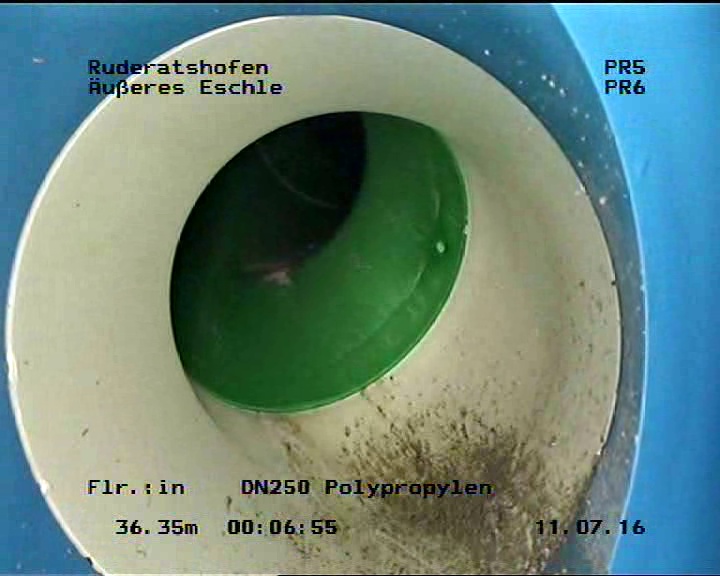 Ruderatshofen PR5
Äußeres Eschle PR6
Flr.:in DN250 Polypropylen
36.35m 00:06:55 11.07.16